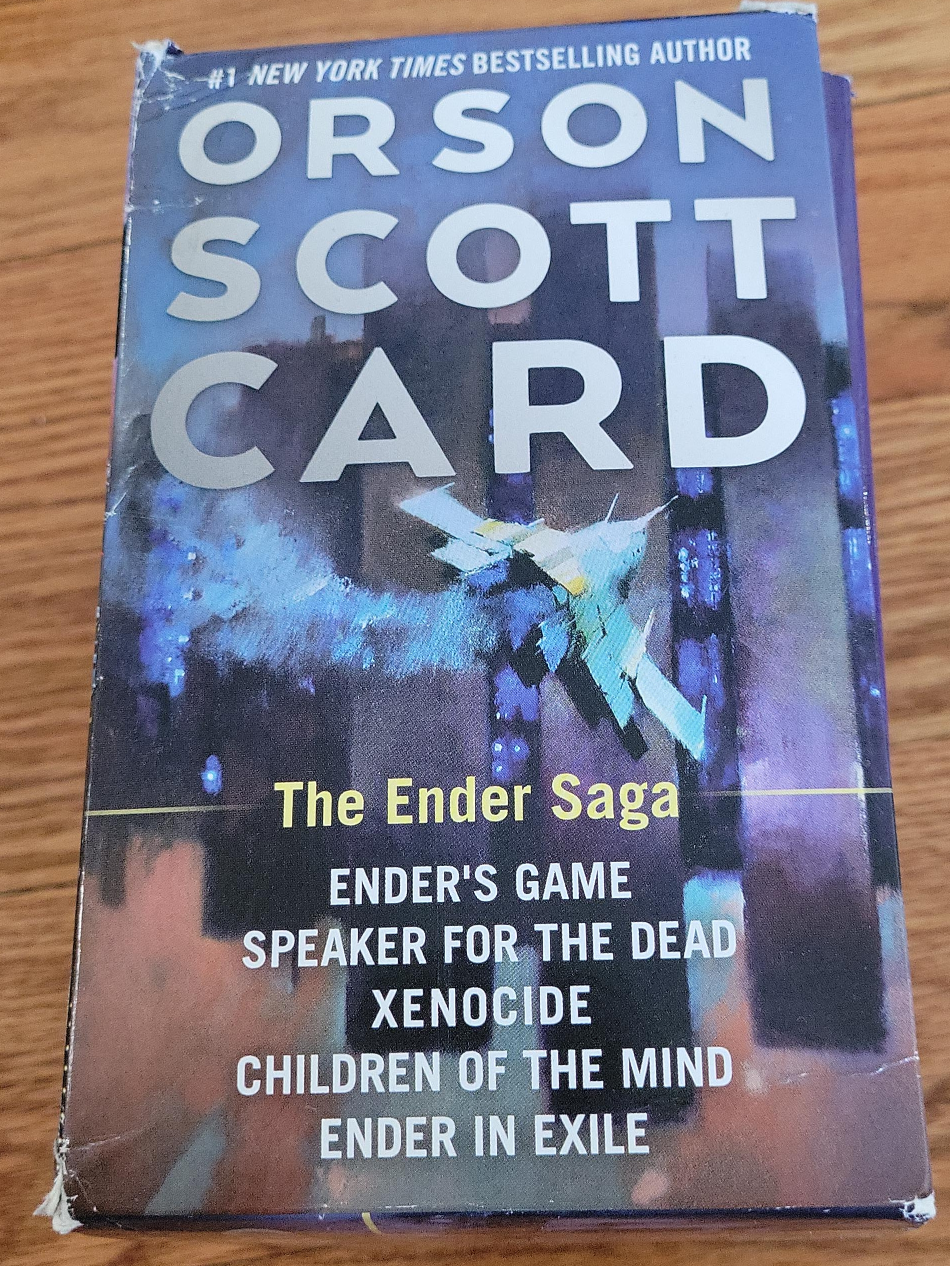 #1 NEW YORK TIMES BESTSELLING AUTHOR
ORSON
SCOTT
CARD
The Ender Saga
ENDER'S GAME
SPEAKER FOR THE DEAD
XENOCIDE
CHILDREN OF THE MIND
ENDER IN EXILE